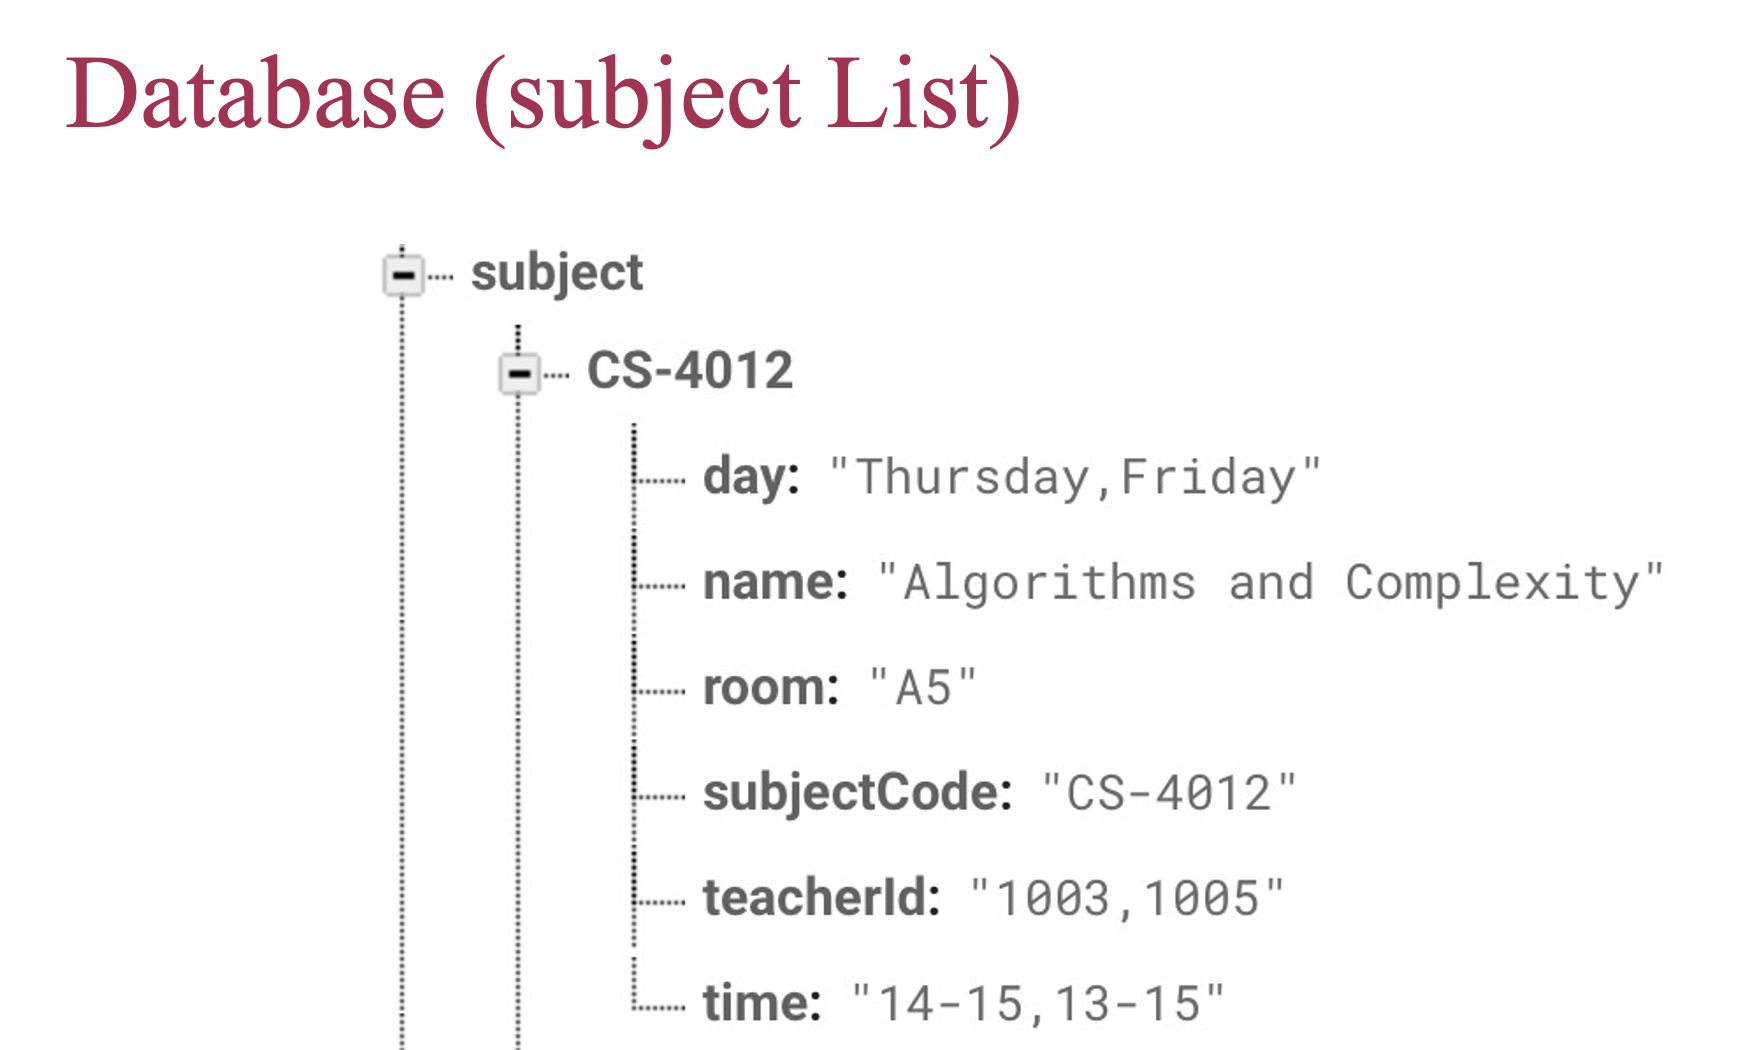 Database (subject List)
subject
CS-4012
day: "Thursday,Friday"
name: "Algorithms and Complexity"
room: "A5"
subjectCode: "CS-4012"
teacherId: "1003,1005"
time: "14-15,13-15"